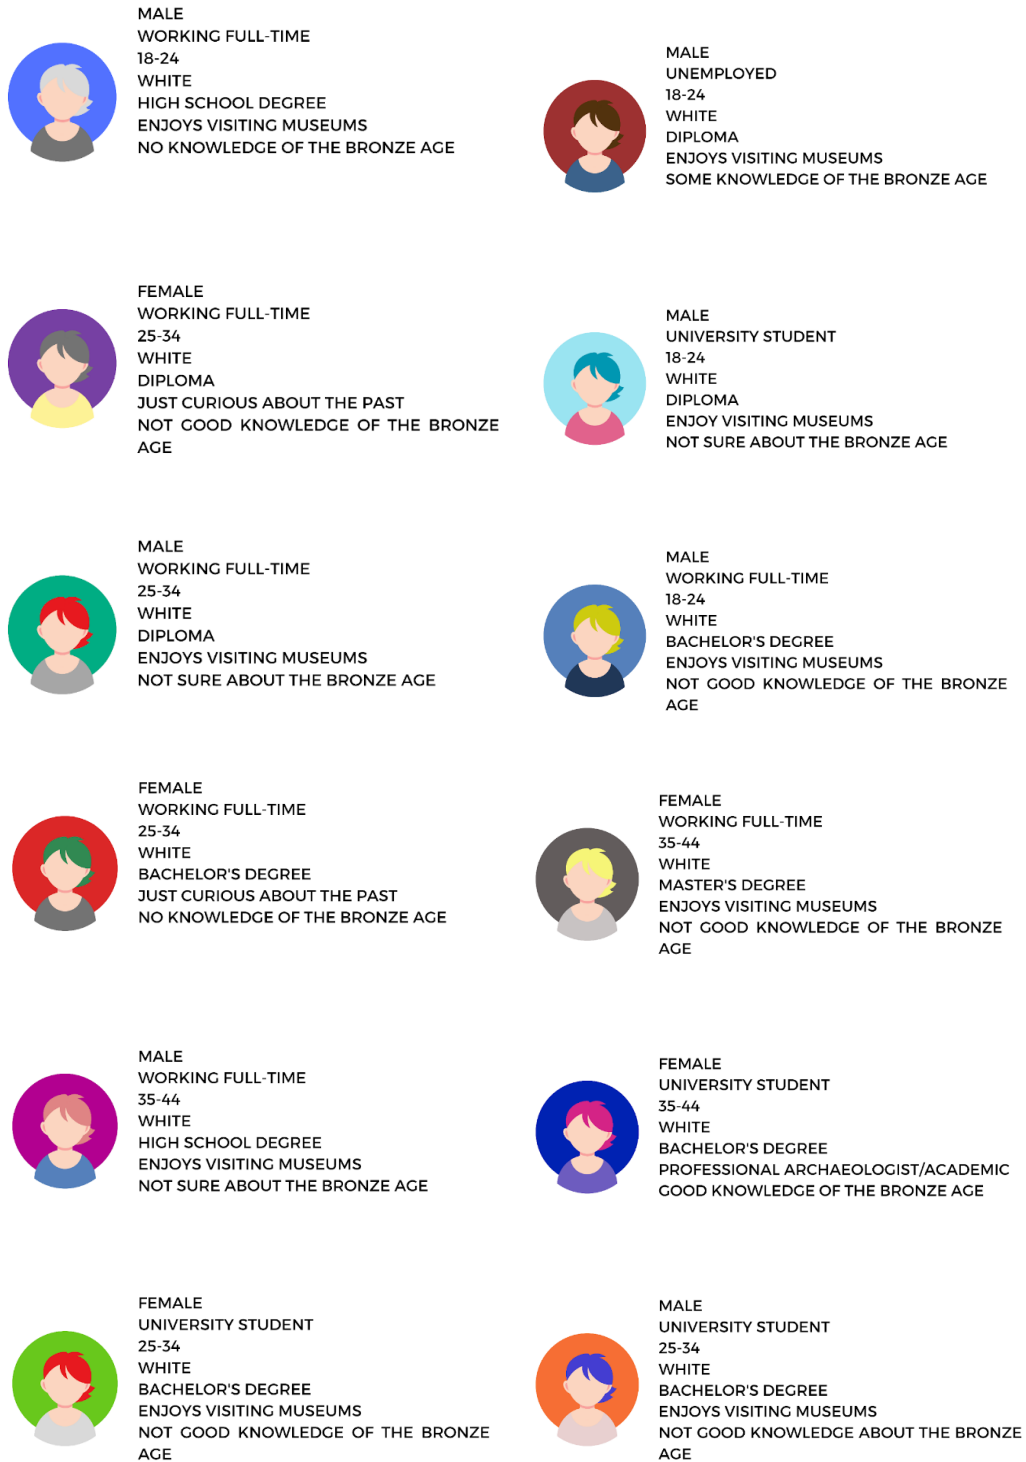 MALE
WORKING FULL-TIME
18-24
WHITE
HIGH SCHOOL DEGREE
ENJOYS VISITING MUSEUMS
NO KNOWLEDGE OF THE BRONZE AGE
MALE
UNEMPLOYED
18-24
WHITE
DIPLOMA
ENJOYS VISITING MUSEUMS
SOME KNOWLEDGE OF THE BRONZE AGE
FEMALE
WORKING FULL-TIME
25-34
WHITE
DIPLOMA
JUST CURIOUS ABOUT THE PAST
NOT GOOD KNOWLEDGE OF THE BRONZE
AGE
MALE
UNIVERSITY STUDENT
18-24
WHITE
DIPLOMA
ENJOY VISITING MUSEUMS
NOT SURE ABOUT THE BRONZE AGE
MALE
WORKING FULL-TIME
25-34
WHITE
DIPLOMA
ENJOYS VISITING MUSEUMS
NOT SURE ABOUT THE BRONZE AGE
MALE
WORKING FULL-TIME
18-24
WHITE
BACHELOR'S DEGREE
ENJOYS VISITING MUSEUMS
NOT GOOD KNOWLEDGE OF THE BRONZE
AGE
FEMALE
WORKING FULL-TIME
25-34
WHITE
BACHELOR'S DEGREE
JUST CURIOUS ABOUT THE PAST
NO KNOWLEDGE OF THE BRONZE AGE
FEMALE
WORKING FULL-TIME
35-44
WHITE
MASTER'S DEGREE
ENJOYS VISITING MUSEUMS
NOT GOOD KNOWLEDGE OF THE BRONZE
AGE
MALE
WORKING FULL-TIME
35-44
WHITE
HIGH SCHOOL DEGREE
ENJOYS VISITING MUSEUMS
NOT SURE ABOUT THE BRONZE AGE
FEMALE
UNIVERSITY STUDENT
35-44
WHITE
BACHELOR'S DEGREE
PROFESSIONAL ARCHAEOLOGIST/ACADEMIC
GOOD KNOWLEDGE OF THE BRONZE AGE
FEMALE
UNIVERSITY STUDENT
25-34
WHITE
BACHELOR'S DEGREE
ENJOYS VISITING MUSEUMS
NOT GOOD KNOWLEDGE OF THE BRONZE
AGE
MALE
UNIVERSITY STUDENT
25-34
WHITE
BACHELOR'S DEGREE
ENJOYS VISITING MUSEUMS
NOT GOOD KNOWLEDGE ABOUT THE BRONZE
AGE